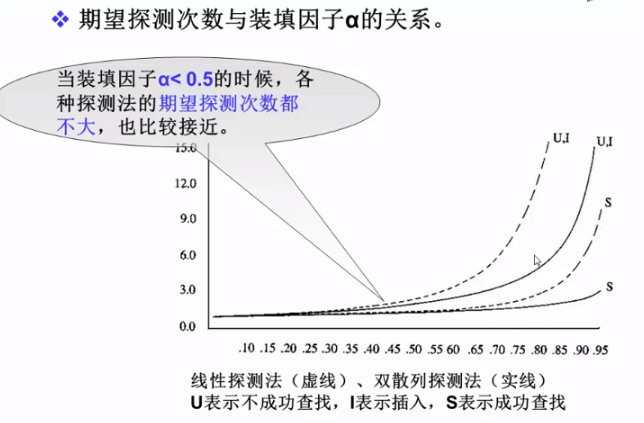 ❖ 期望探测次数与装填因子α的关系。
当装填因子α< 0.5的时候，各
种探测法的期望探测次数都
不大，也比较接近。
15.0
12.0
9.0
6.0
3.0
0.0
U,I
U,I
S
S
.10 .15 .20 .25 .30 .35 .40 .45 .50 .55 .60 .65 .70 .75 .80 .85 .90 .95
线性探测法（虚线）、双散列探测法（实线）
U表示不成功查找，I表示插入，S表示成功查找